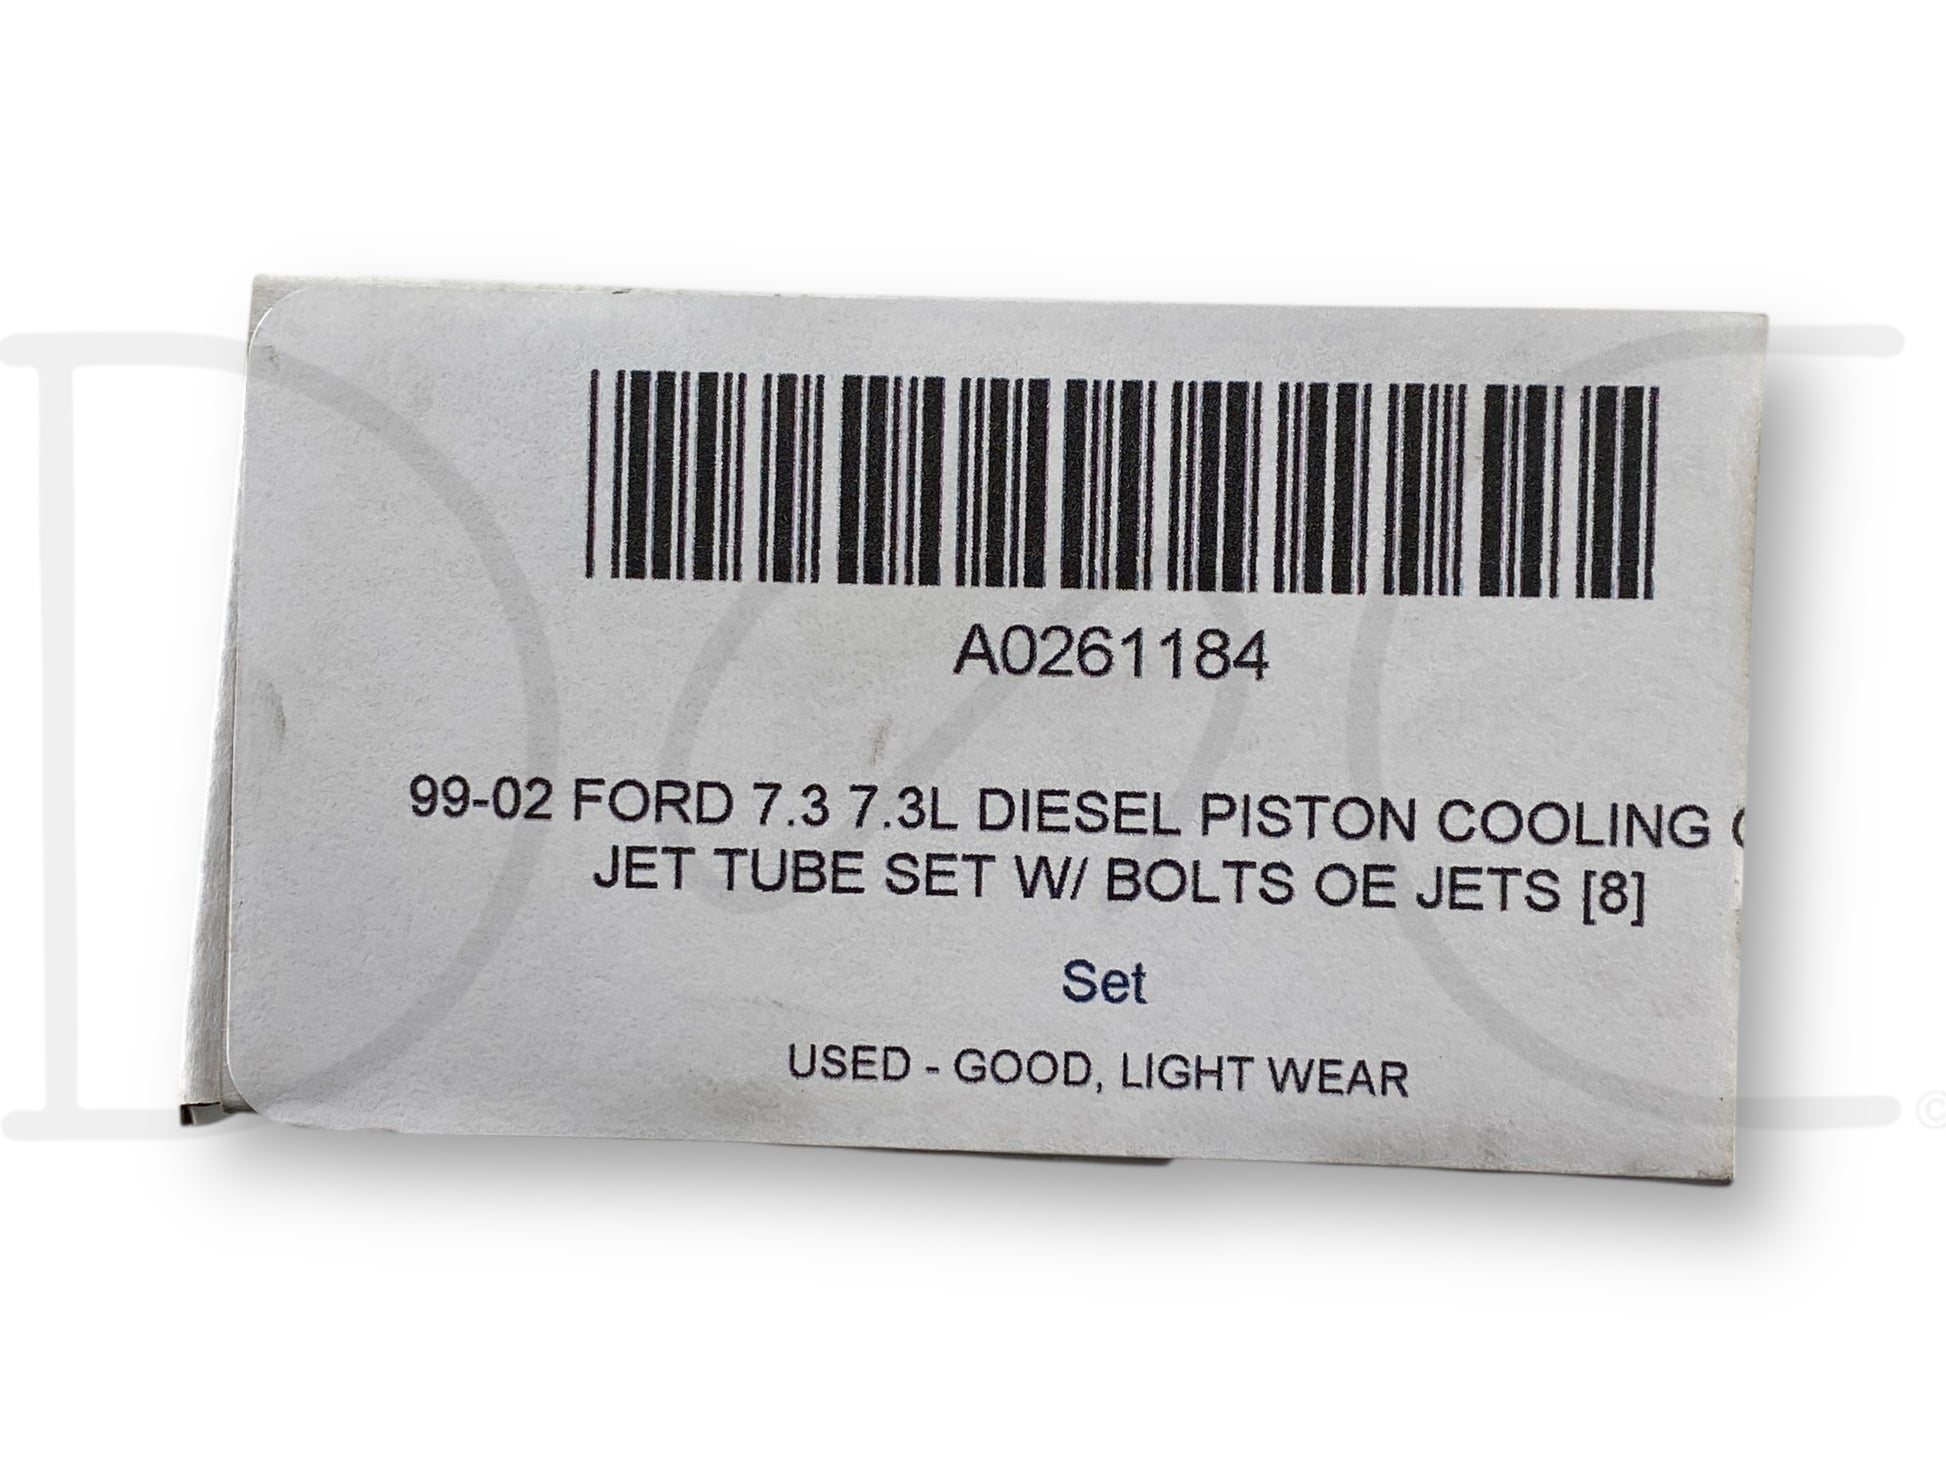 A0261184
99-02 FORD 7.3 7.3L DIESEL PISTON COOLING
JET TUBE SET W/ BOLTS OE JETS [8]
Set
USED - GOOD, LIGHT WEAR
©